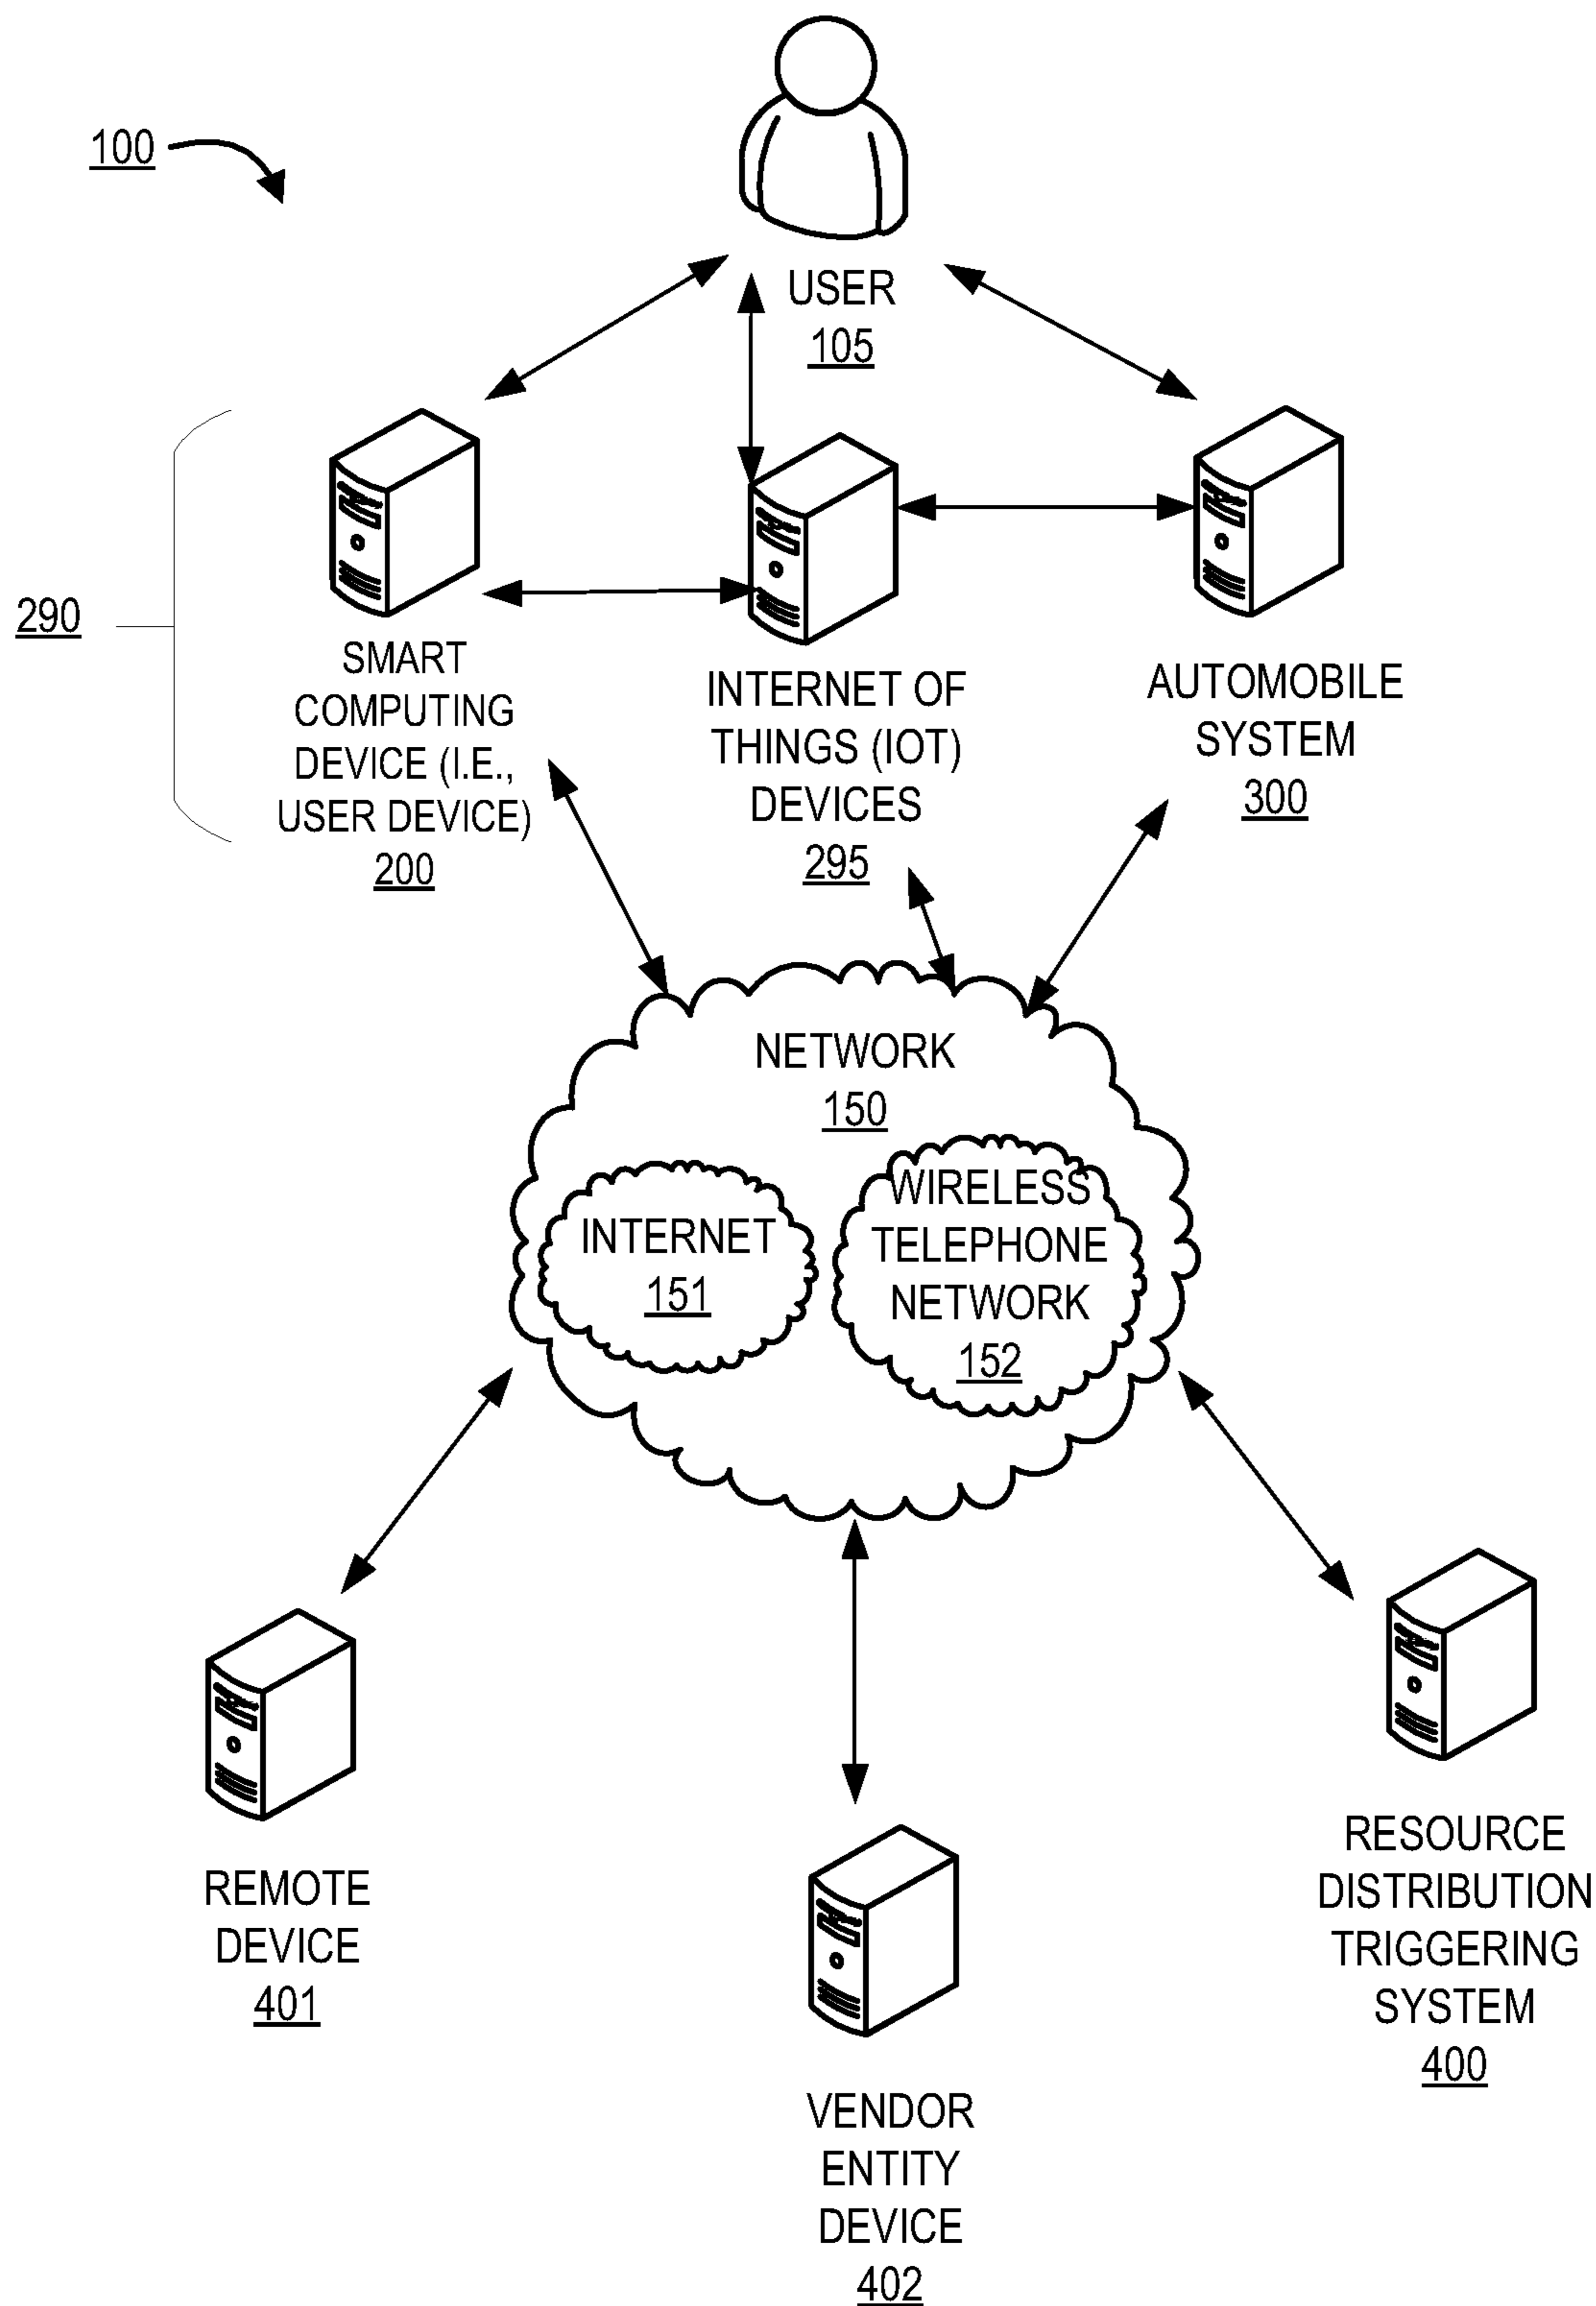 100
USER
105
290
SMART
COMPUTING
DEVICE (I.E.,
USER DEVICE)
200
INTERNET OF
THINGS (IOT)
DEVICES
295
AUTOMOBILE
SYSTEM
300
NETWORK
150
INTERNET
151
WIRELESS
TELEPHONE
NETWORK
152
REMOTE
DEVICE
401
VENDOR
ENTITY
DEVICE
402
RESOURCE
DISTRIBUTION
TRIGGERING
SYSTEM
400